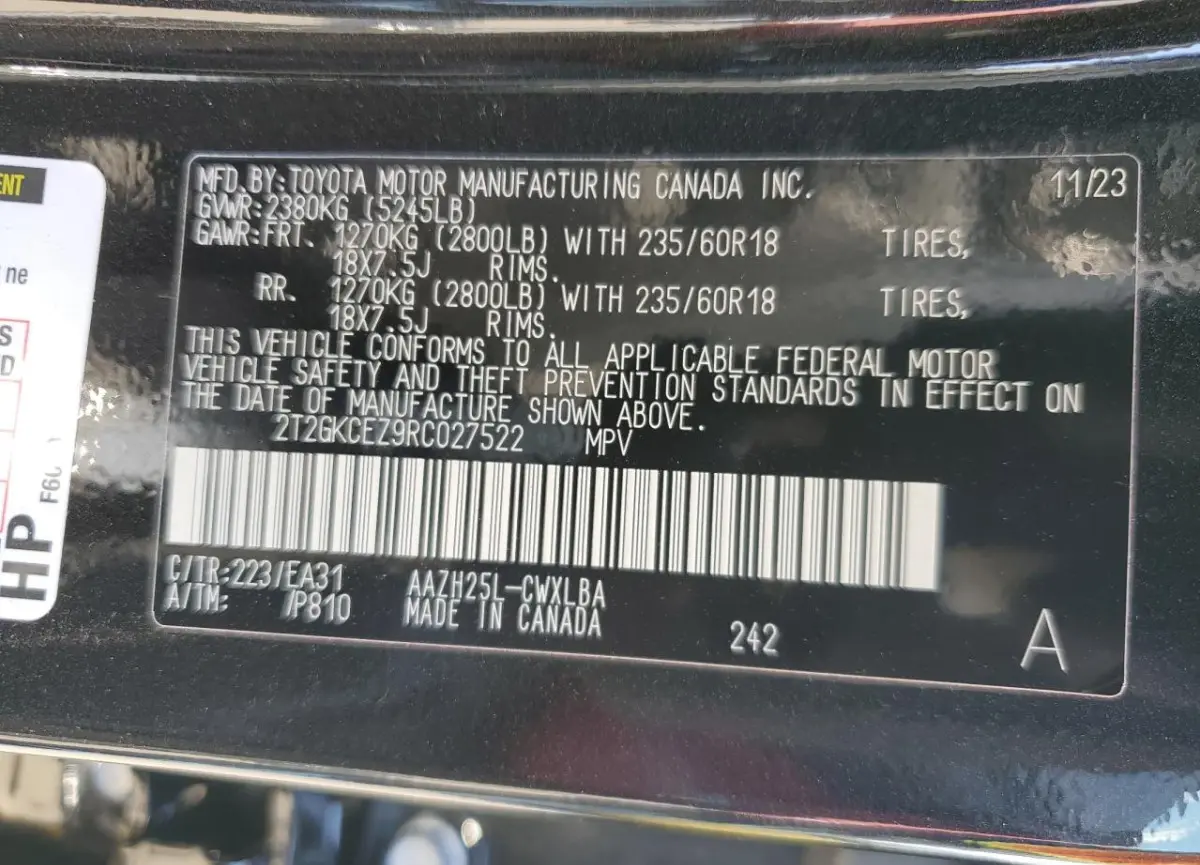 MFD.BY:TOYOTA MOTOR MANUFACTURING CANADA INC. 11/23
GVWR:2380KG (5245LB)
GAWR:FRT. 1270KG (2800LB) WITH 235/60R18 TIRES,
18X7.5J RIMS.
RR. 1270KG (2800LB) WITH 235/60R18 TIRES,
18X7.5J RIMS.
THIS VEHICLE CONFORMS TO ALL APPLICABLE FEDERAL MOTOR
VEHICLE SAFETY AND THEFT PREVENTION STANDARDS IN EFFECT ON
THE DATE OF MANUFACTURE SHOWN ABOVE.
2T2GKCEZ9RC027522 MPV
C/TR:223/EA31 AAZH25L-CWXLBA
A/TM: /P810 MADE IN CANADA
242 A
ENT
ne
S
D
HP